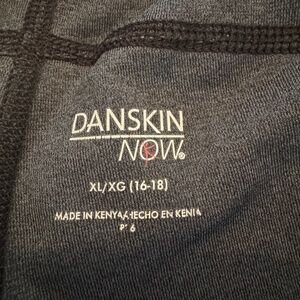 DANSKIN
NOW®
XL/XG (16-18)
MADE IN KENYA/HECHO EN KENIA